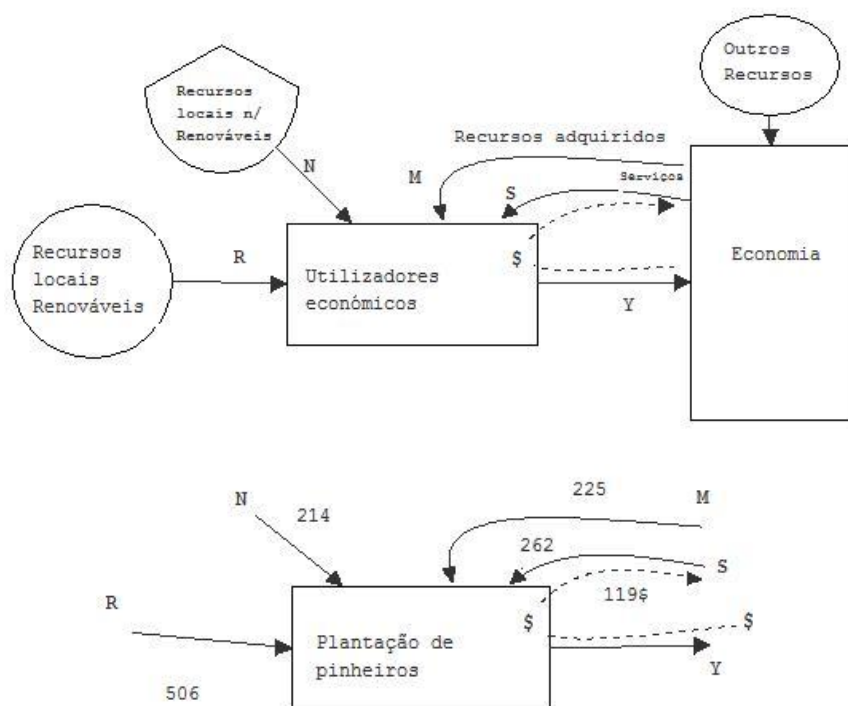 Outros
Recursos
Recursos
locais n/
Renováveis
Recursos adquiridos
Serviços
N
M
S
Recursos
locais
Renováveis
R
Utilizadores
económicos
$
Y
Economia
N
214
225
M
262
S
119$
R
$
$
Plantação de
pinheiros
Y
506